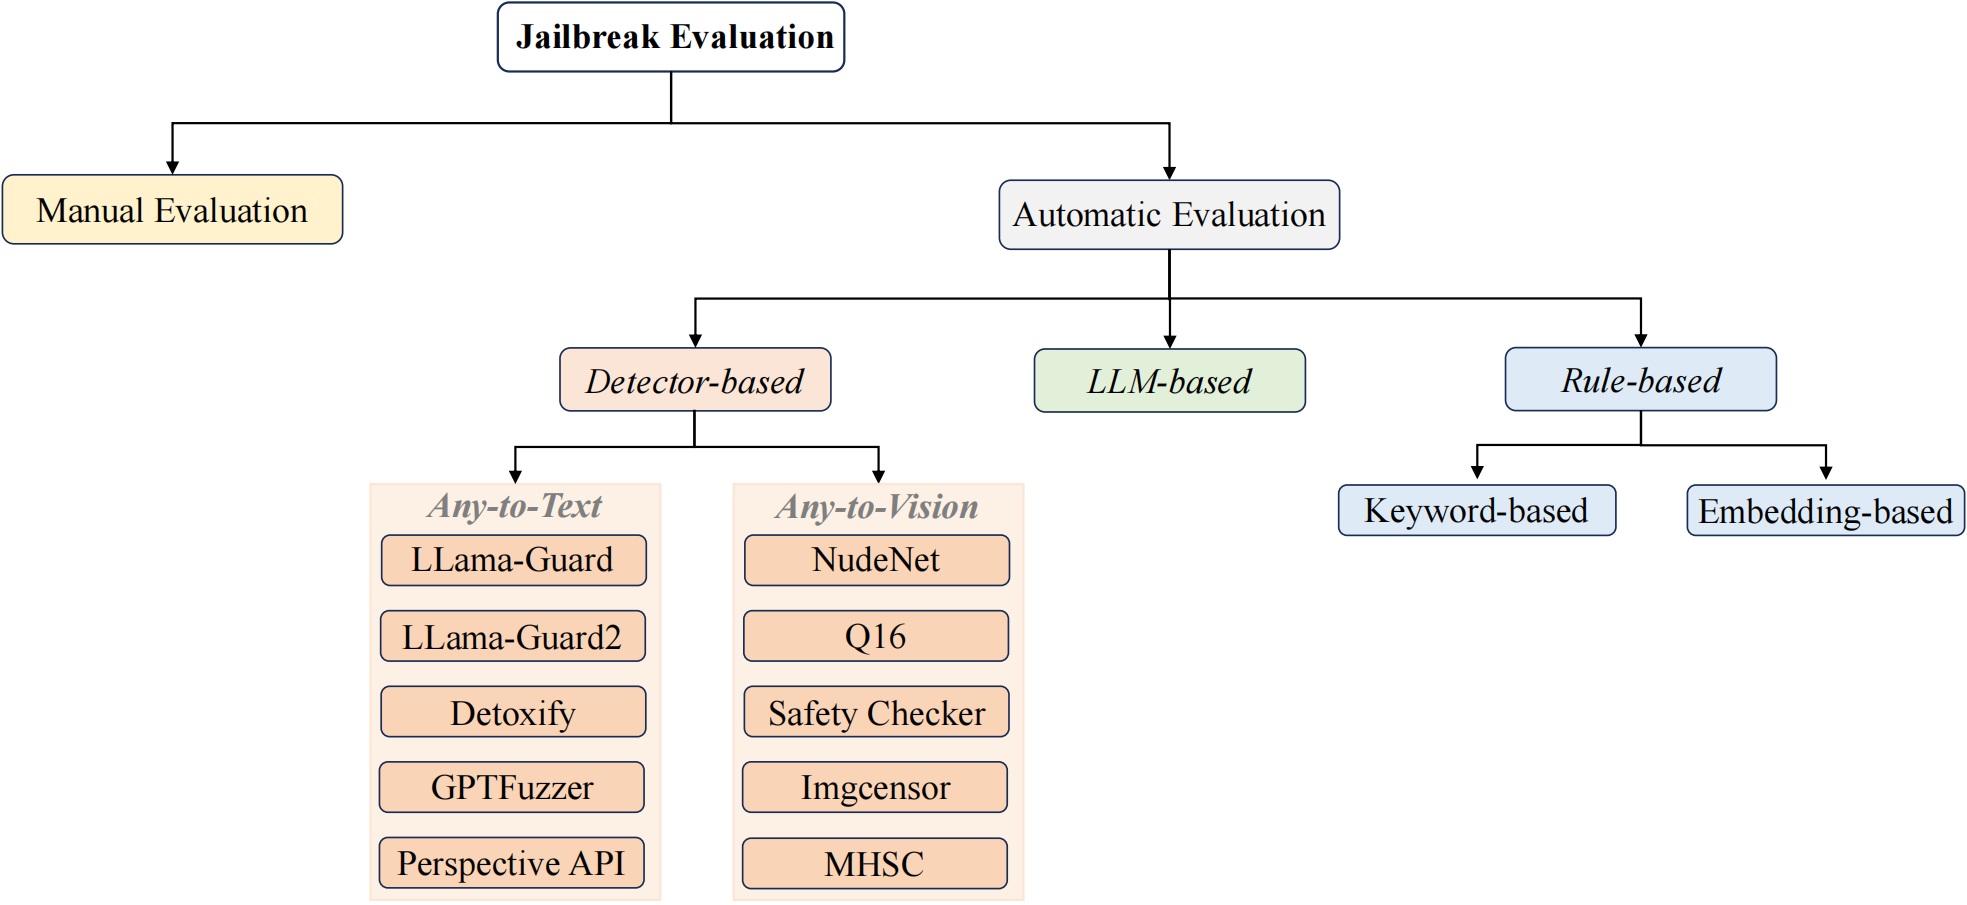 Jailbreak Evaluation
Manual Evaluation
Automatic Evaluation
Detector-based
LLM-based
Rule-based
Any-to-Text
LLama-Guard
LLama-Guard2
Detoxify
GPTFuzzer
Perspective API
Any-to-Vision
NudeNet
Q16
Safety Checker
Imgcensor
MHSC
Keyword-based
Embedding-based